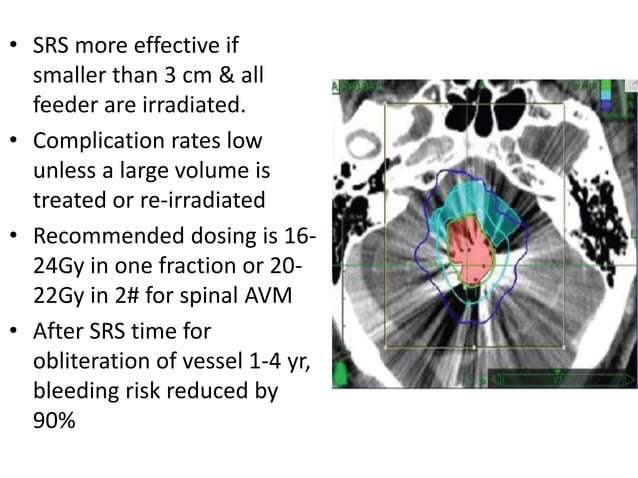 • SRS more effective if
smaller than 3 cm & all
feeder are irradiated.
• Complication rates low
unless a large volume is
treated or re-irradiated
• Recommended dosing is 16-
24Gy in one fraction or 20-
22Gy in 2# for spinal AVM
• After SRS time for
obliteration of vessel 1-4 yr,
bleeding risk reduced by
90%